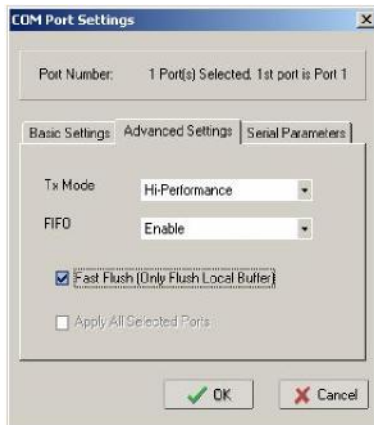 COM Port Settings
Port Number: 1 Port(s) Selected. 1st port is Port 1
Basic Settings Advanced Settings Serial Parameters
Tx Mode Hi-Performance
FIFO Enable
Fast Flush (Only Flush Local Buffer)
Apply All Selected Ports
OK Cancel